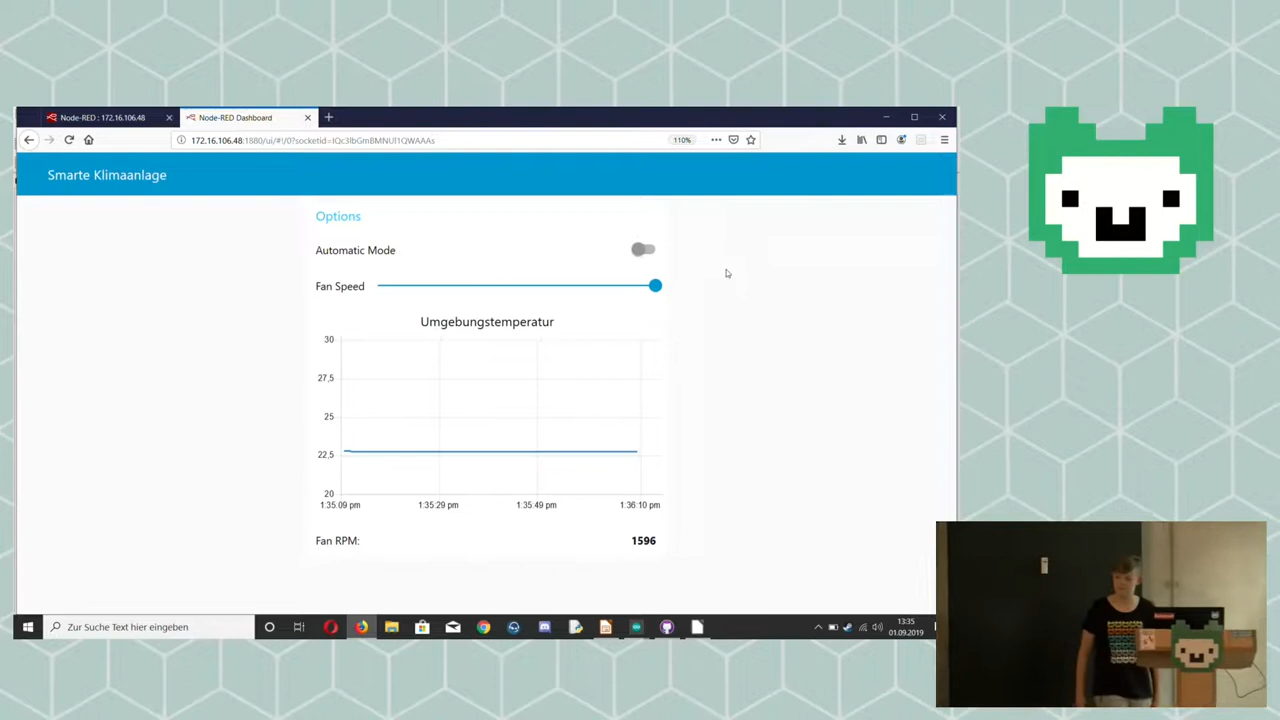 Node-RED : 172.16.106.48
Node-RED Dashboard
172.16.106.48:1880/ui/#!/0?socketid=fQc3lbGmBMNUl1QWAAAs
110%
Smarte Klimaanlage
Options
Automatic Mode
Fan Speed
Umgebungstemperatur
30
27,5
25
22,5
20
1:35:09 pm
1:35:29 pm
1:35:49 pm
1:36:10 pm
Fan RPM:
1596
Zur Suche Text hier eingeben
13:35
01.09.2019